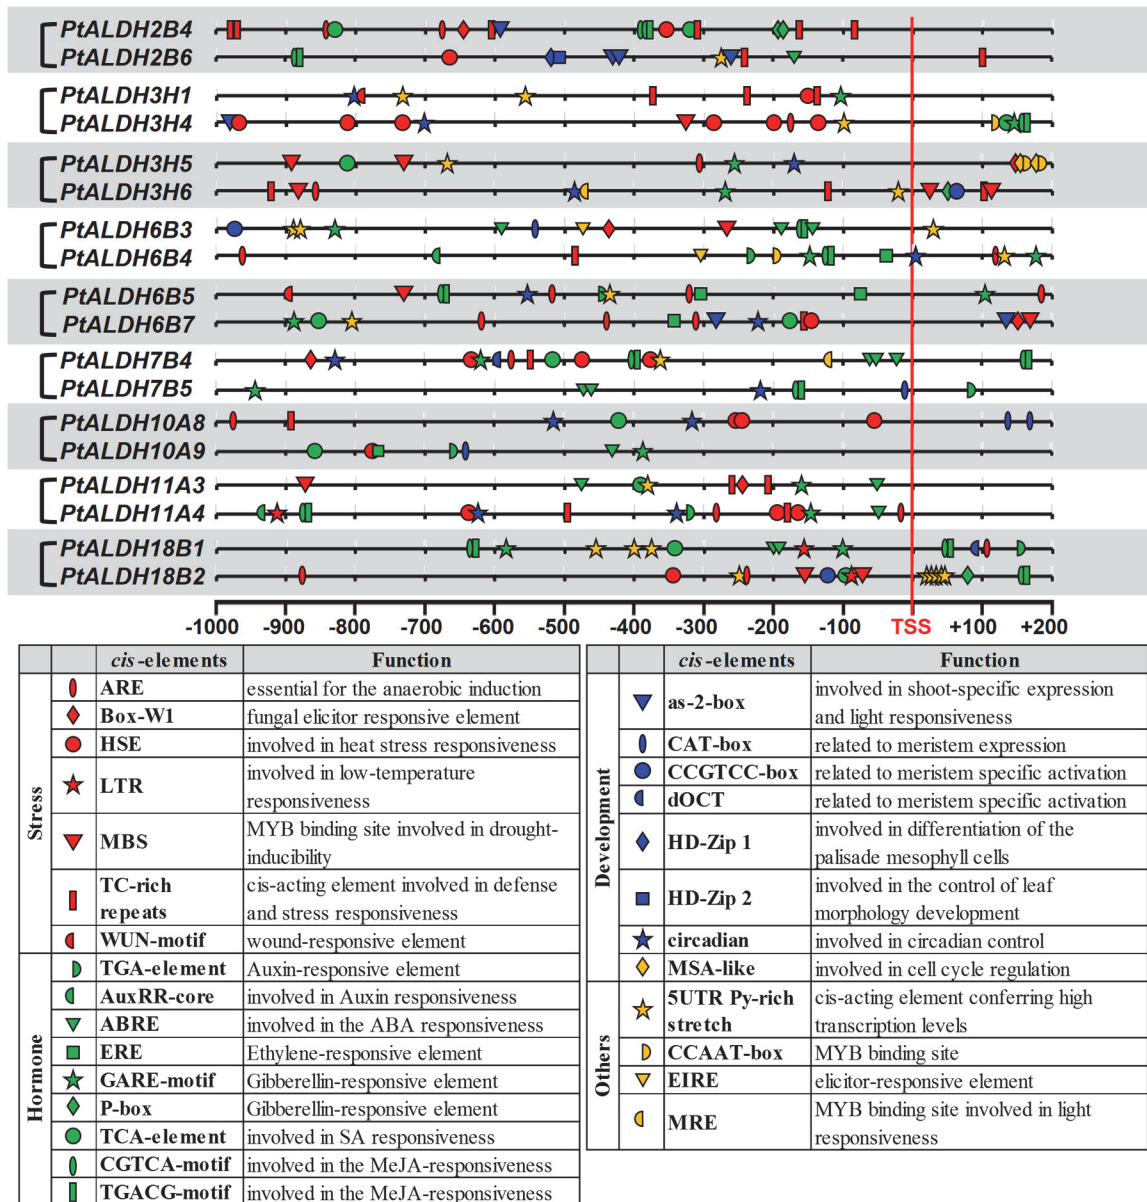 PtALDH2B4
PtALDH2B6
PtALDH3H1
PtALDH3H4
PtALDH3H5
PtALDH3H6
PtALDH6B3
PtALDH6B4
PtALDH6B5
PtALDH6B7
PtALDH7B4
PtALDH7B5
PtALDH10A8
PtALDH10A9
PtALDH11A3
PtALDH11A4
PtALDH18B1
PtALDH18B2
-1000 -900 -800 -700 -600 -500 -400 -300 -200 -100 TSS +100 +200
cis-elements Function
Stress
ARE essential for the anaerobic induction
Box-W1 fungal elicitor responsive element
HSE involved in heat stress responsiveness
LTR involved in low-temperature
responsiveness
MBS MYB binding site involved in drought-
inducibility
TC-rich cis-acting element involved in defense
repeats and stress responsiveness
WUN-motif wound-responsive element
Hormone
TGA-element Auxin-responsive element
AuxRR-core involved in Auxin responsiveness
ABRE involved in the ABA responsiveness
ERE Ethylene-responsive element
GARE-motif Gibberellin-responsive element
P-box Gibberellin-responsive element
TCA-element involved in SA responsiveness
CGTCA-motif involved in the MeJA-responsiveness
TGACG-motif involved in the MeJA-responsiveness
cis-elements Function
Development
as-2-box involved in shoot-specific expression
and light responsiveness
CAT-box related to meristem expression
CCGTCC-box related to meristem specific activation
dOCT related to meristem specific activation
HD-Zip 1 involved in differentiation of the
palisade mesophyll cells
HD-Zip 2 involved in the control of leaf
morphology development
circadian involved in circadian control
MSA-like involved in cell cycle regulation
Others
5UTR Py-rich cis-acting element conferring high
stretch transcription levels
CCAAT-box MYB binding site
EIRE elicitor-responsive element
MRE MYB binding site involved in light
responsiveness